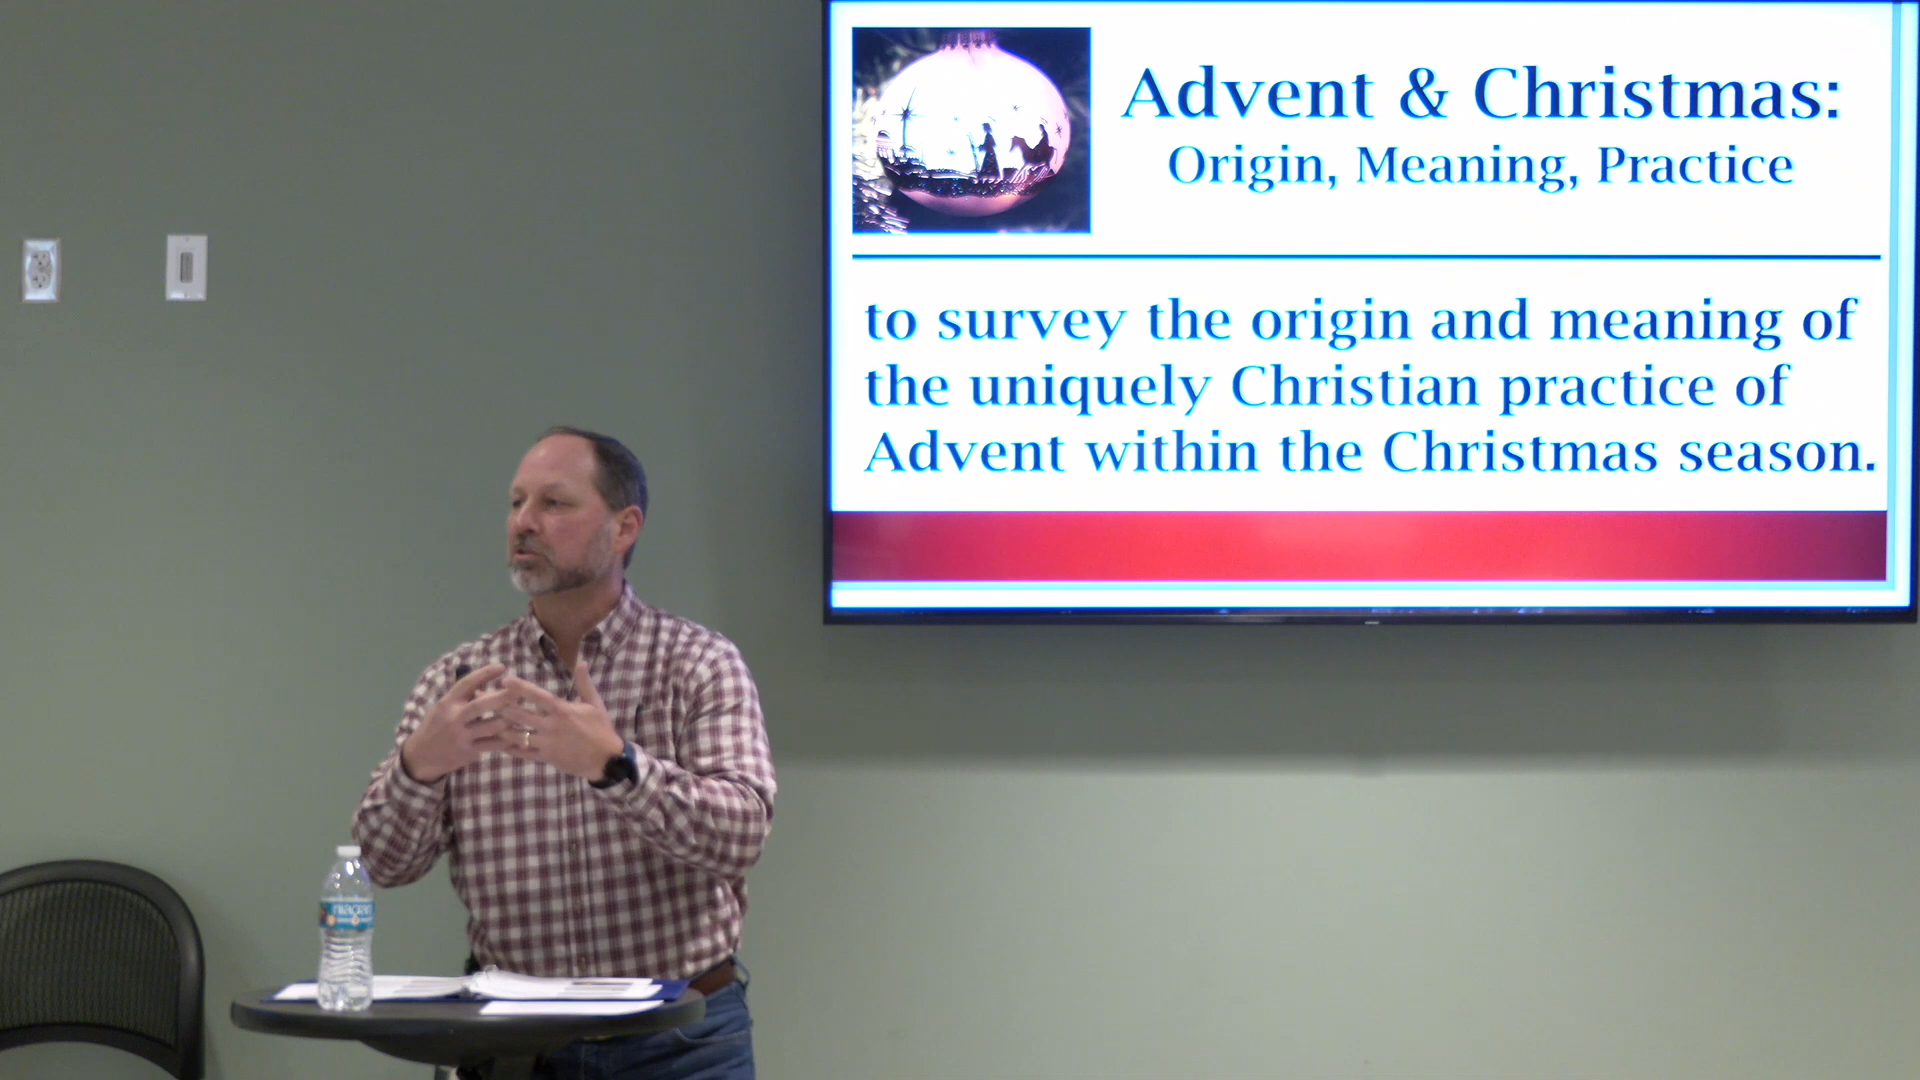 Advent & Christmas:
Origin, Meaning, Practice
to survey the origin and meaning of
the uniquely Christian practice of
Advent within the Christmas season.